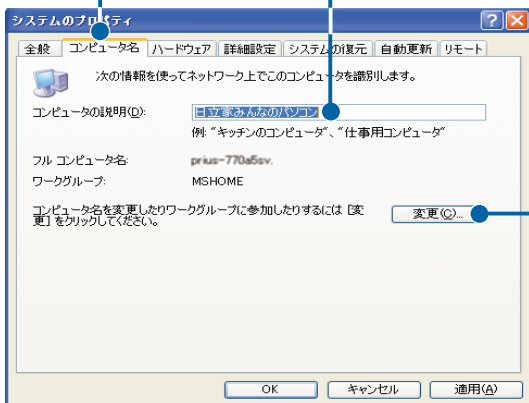 システムのプロパティ
全般 コンピュータ名 ハードウェア 詳細設定 システムの復元 自動更新 リモート
次の情報を使ってネットワーク上でこのコンピュータを識別します。
コンピュータの説明(D): 日立家みんなのパソコン
例: "キッチンのコンピュータ"、"仕事用コンピュータ"
フル コンピュータ名: prius-770a5sv.
ワークグループ: MSHOME
コンピュータ名を変更したりワークグループに参加したりするには [変
更] をクリックしてください。 変更(C)...
OK キャンセル 適用(A)